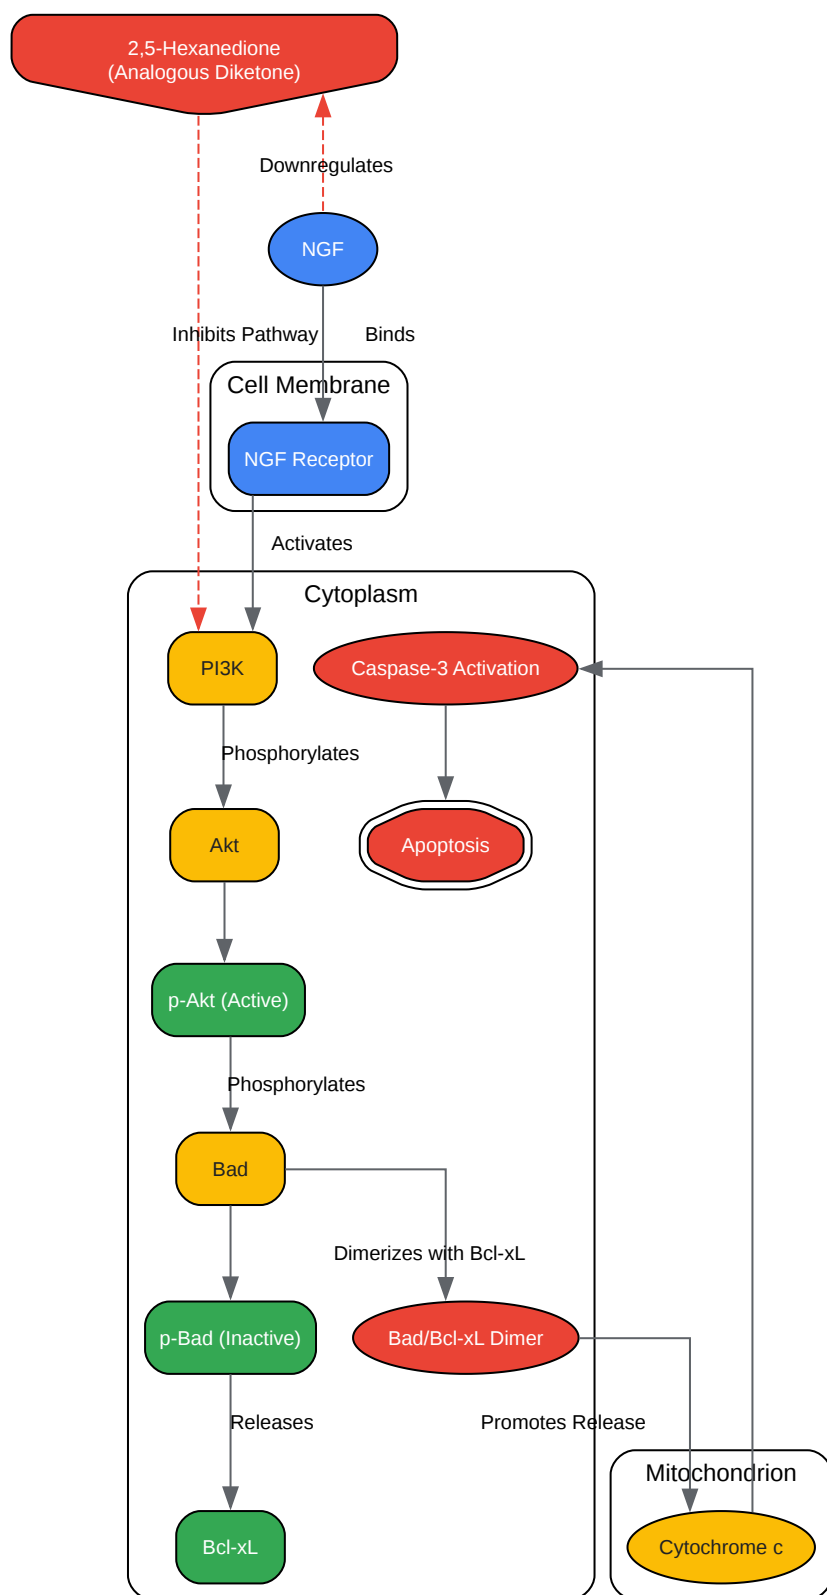 2,5-Hexanedione
(Analogous Diketone)
Downregulates
NGF
Inhibits Pathway
Binds
Cell Membrane
NGF Receptor
Activates
Cytoplasm
PI3K
Caspase-3 Activation
Phosphorylates
Akt
Apoptosis
p-Akt (Active)
Phosphorylates
Bad
Dimerizes with Bcl-xL
p-Bad (Inactive)
Bad/Bcl-xL Dimer
Releases
Promotes Release
Mitochondrion
Bcl-xL
Cytochrome c